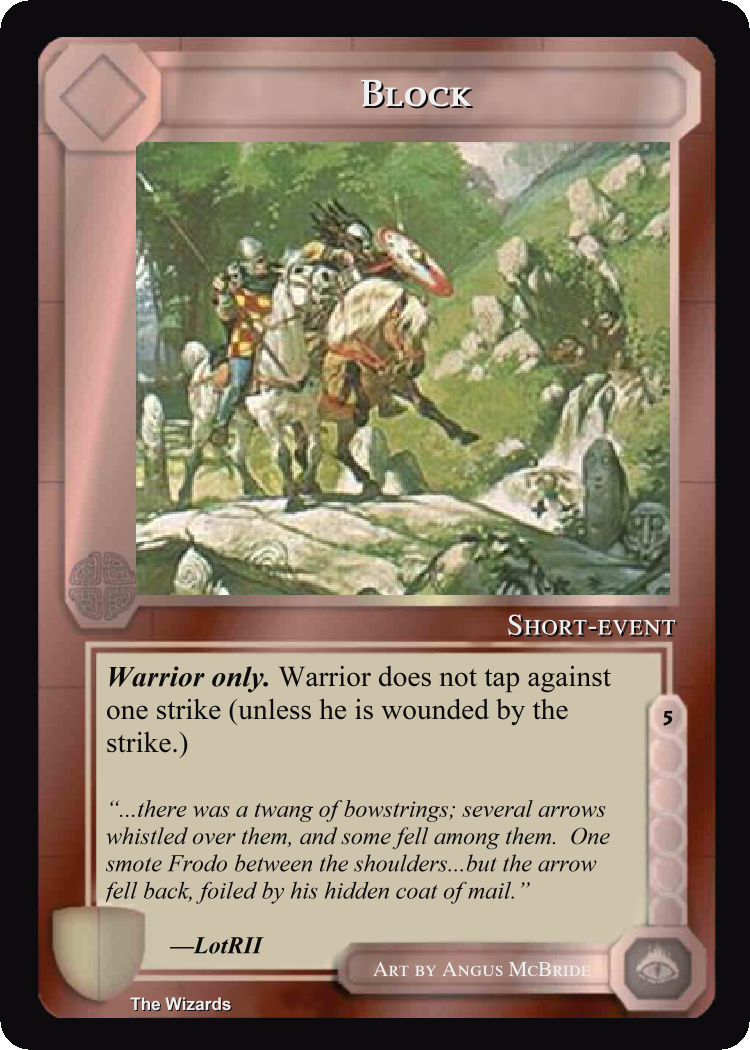 Block
Short-event
Warrior only. Warrior does not tap against
one strike (unless he is wounded by the
strike.)
5
“...there was a twang of bowstrings; several arrows
whistled over them, and some fell among them.  One
smote Frodo between the shoulders...but the arrow
fell back, foiled by his hidden coat of mail.”
—LotRII
Art by Angus McBride
The Wizards